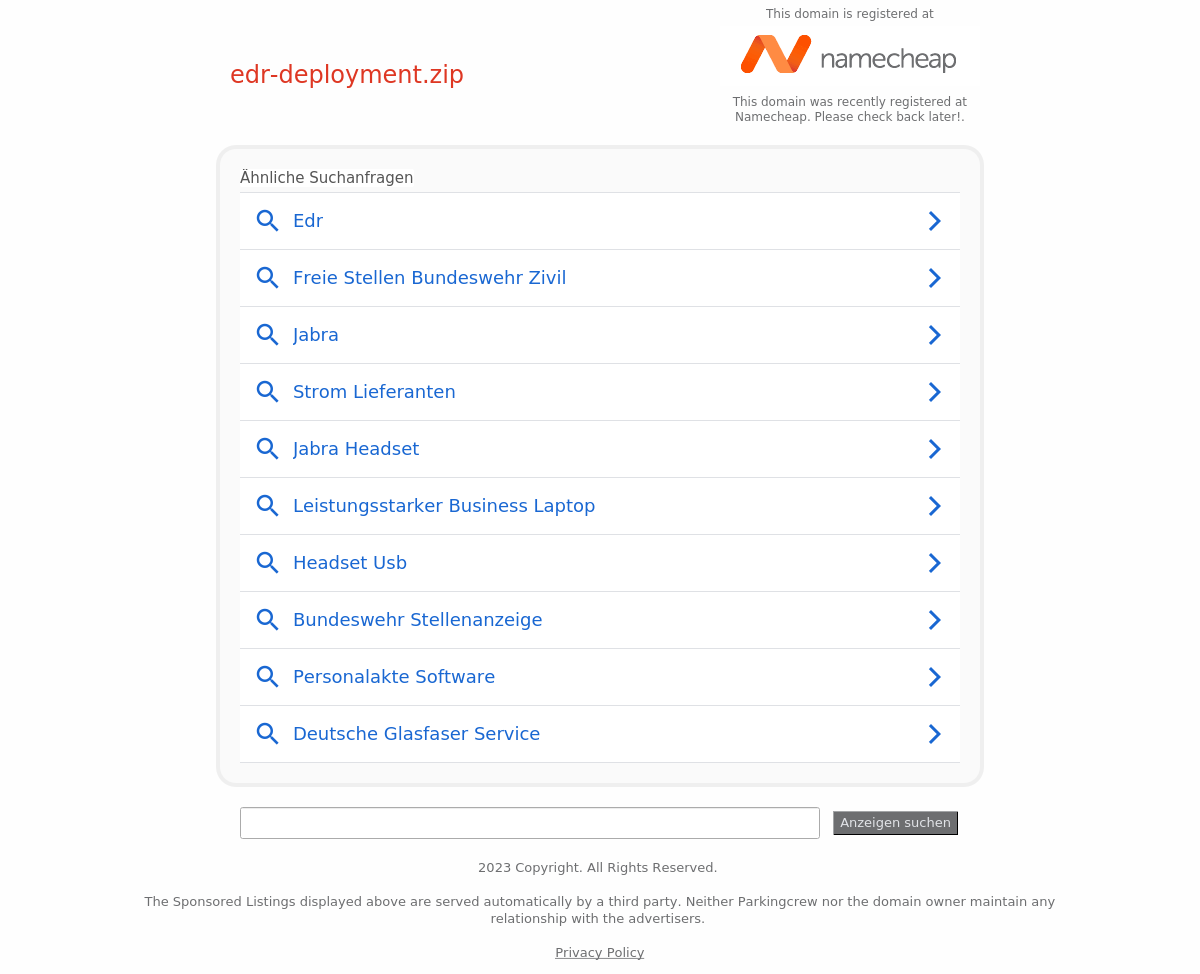 This domain is registered at
namecheap
edr-deployment.zip
This domain was recently registered at
Namecheap. Please check back later!.
Ähnliche Suchanfragen
Edr
Freie Stellen Bundeswehr Zivil
Jabra
Strom Lieferanten
Jabra Headset
Leistungsstarker Business Laptop
Headset Usb
Bundeswehr Stellenanzeige
Personalakte Software
Deutsche Glasfaser Service
Anzeigen suchen
2023 Copyright. All Rights Reserved.
The Sponsored Listings displayed above are served automatically by a third party. Neither Parkingcrew nor the domain owner maintain any
relationship with the advertisers.
Privacy Policy